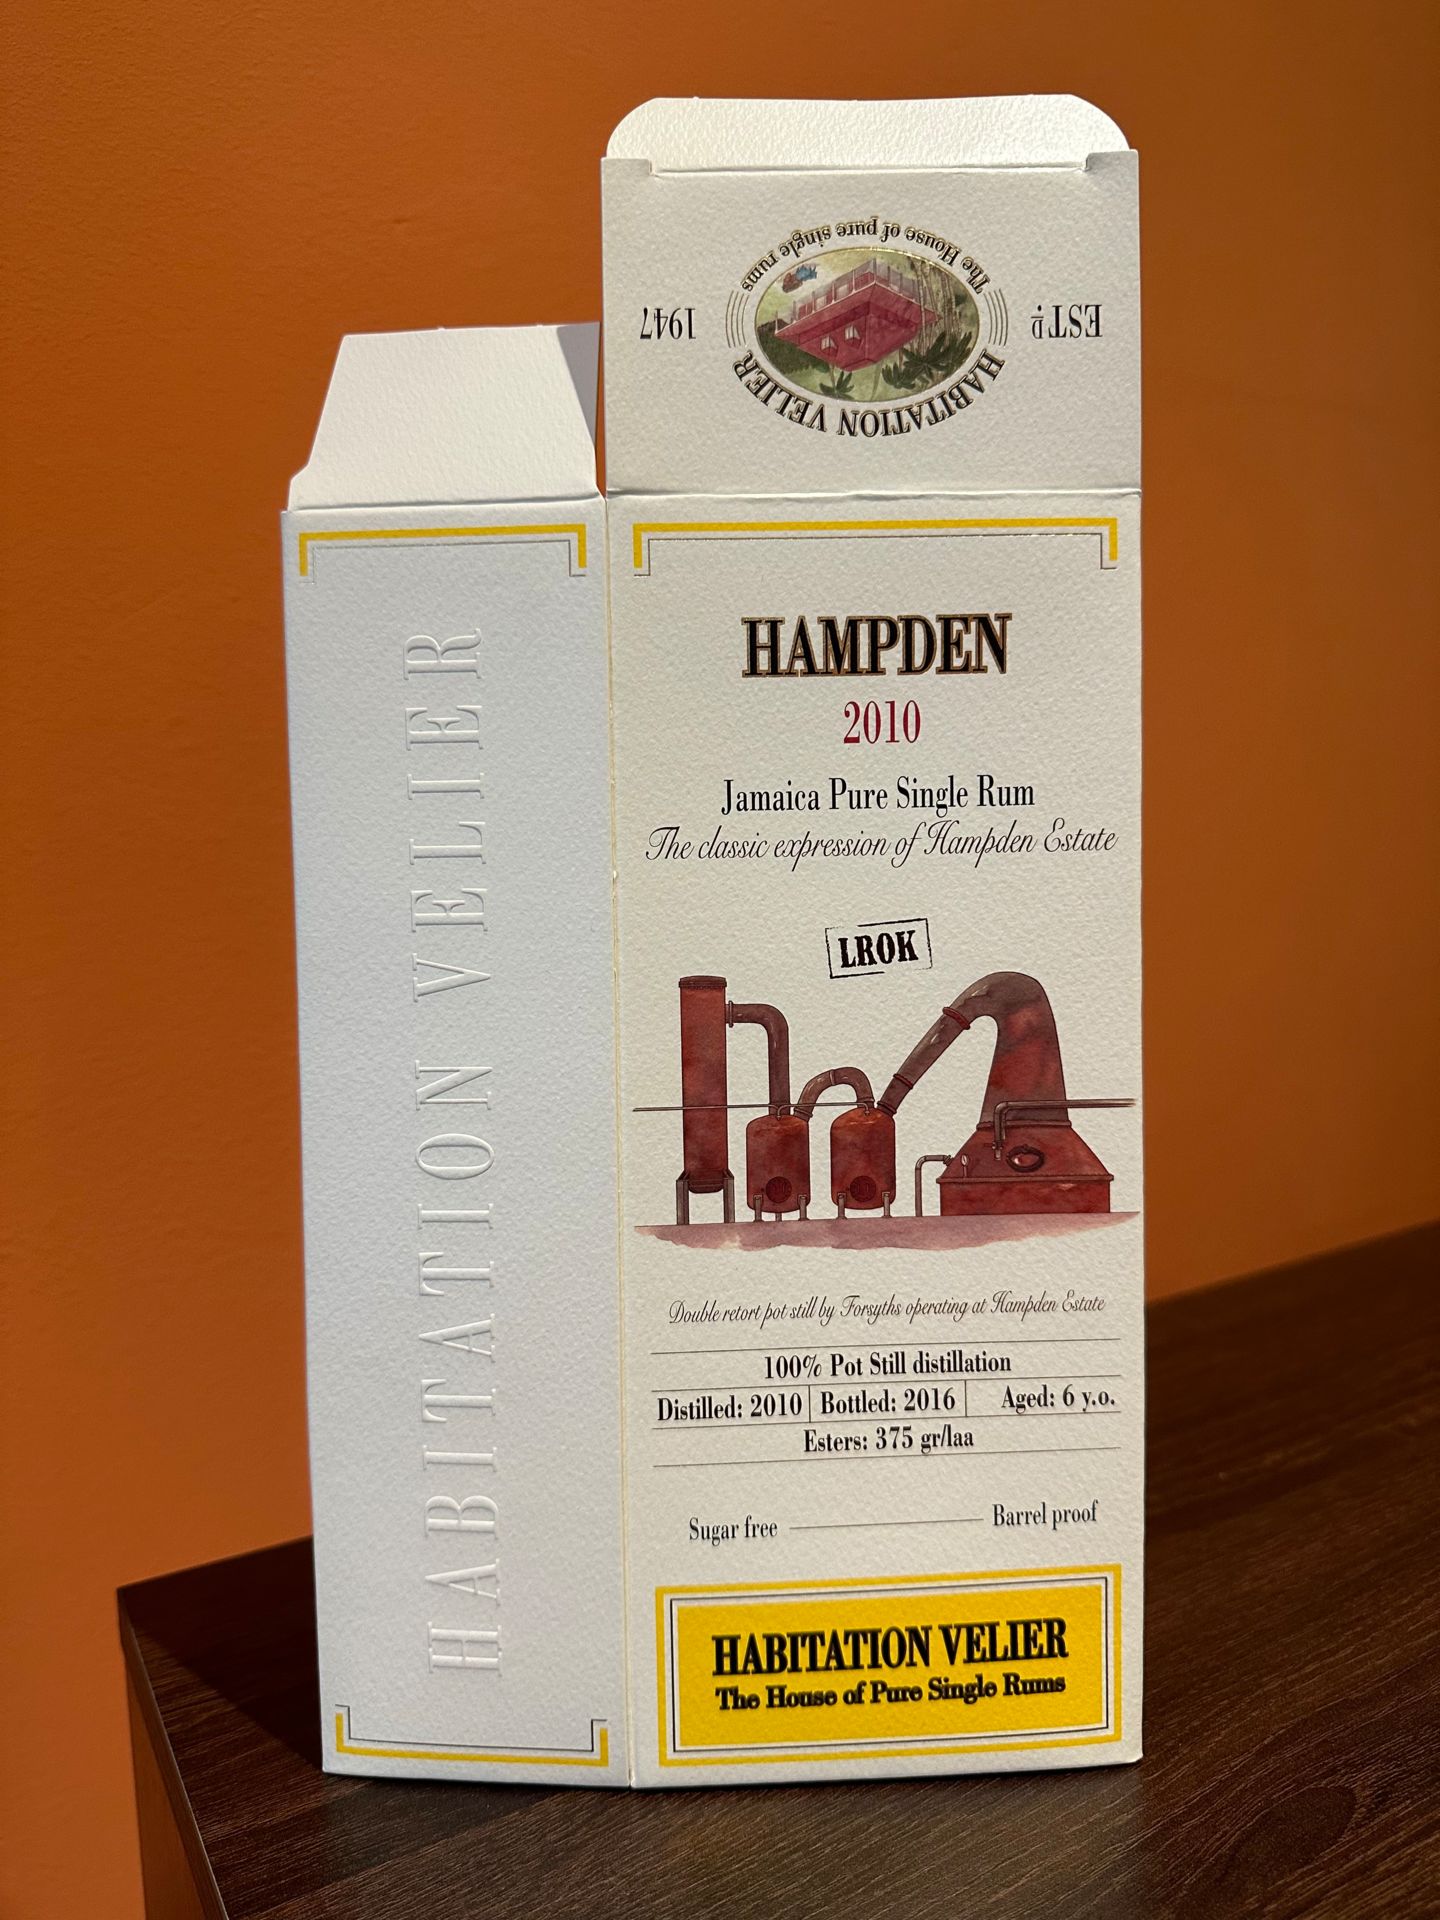 The House of pure single rums
EST.D
1947
HABITATION VELIER
HABITATION VELIER
HAMPDEN
2010
Jamaica Pure Single Rum
The classic expression of Hampden Estate
LROK
Double retort pot still by Forsyths operating at Hampden Estate
100% Pot Still distillation
Distilled: 2010 Bottled: 2016 Aged: 6 y.o.
Esters: 375 gr/laa
Sugar free Barrel proof
HABITATION VELIER
The House of Pure Single Rums